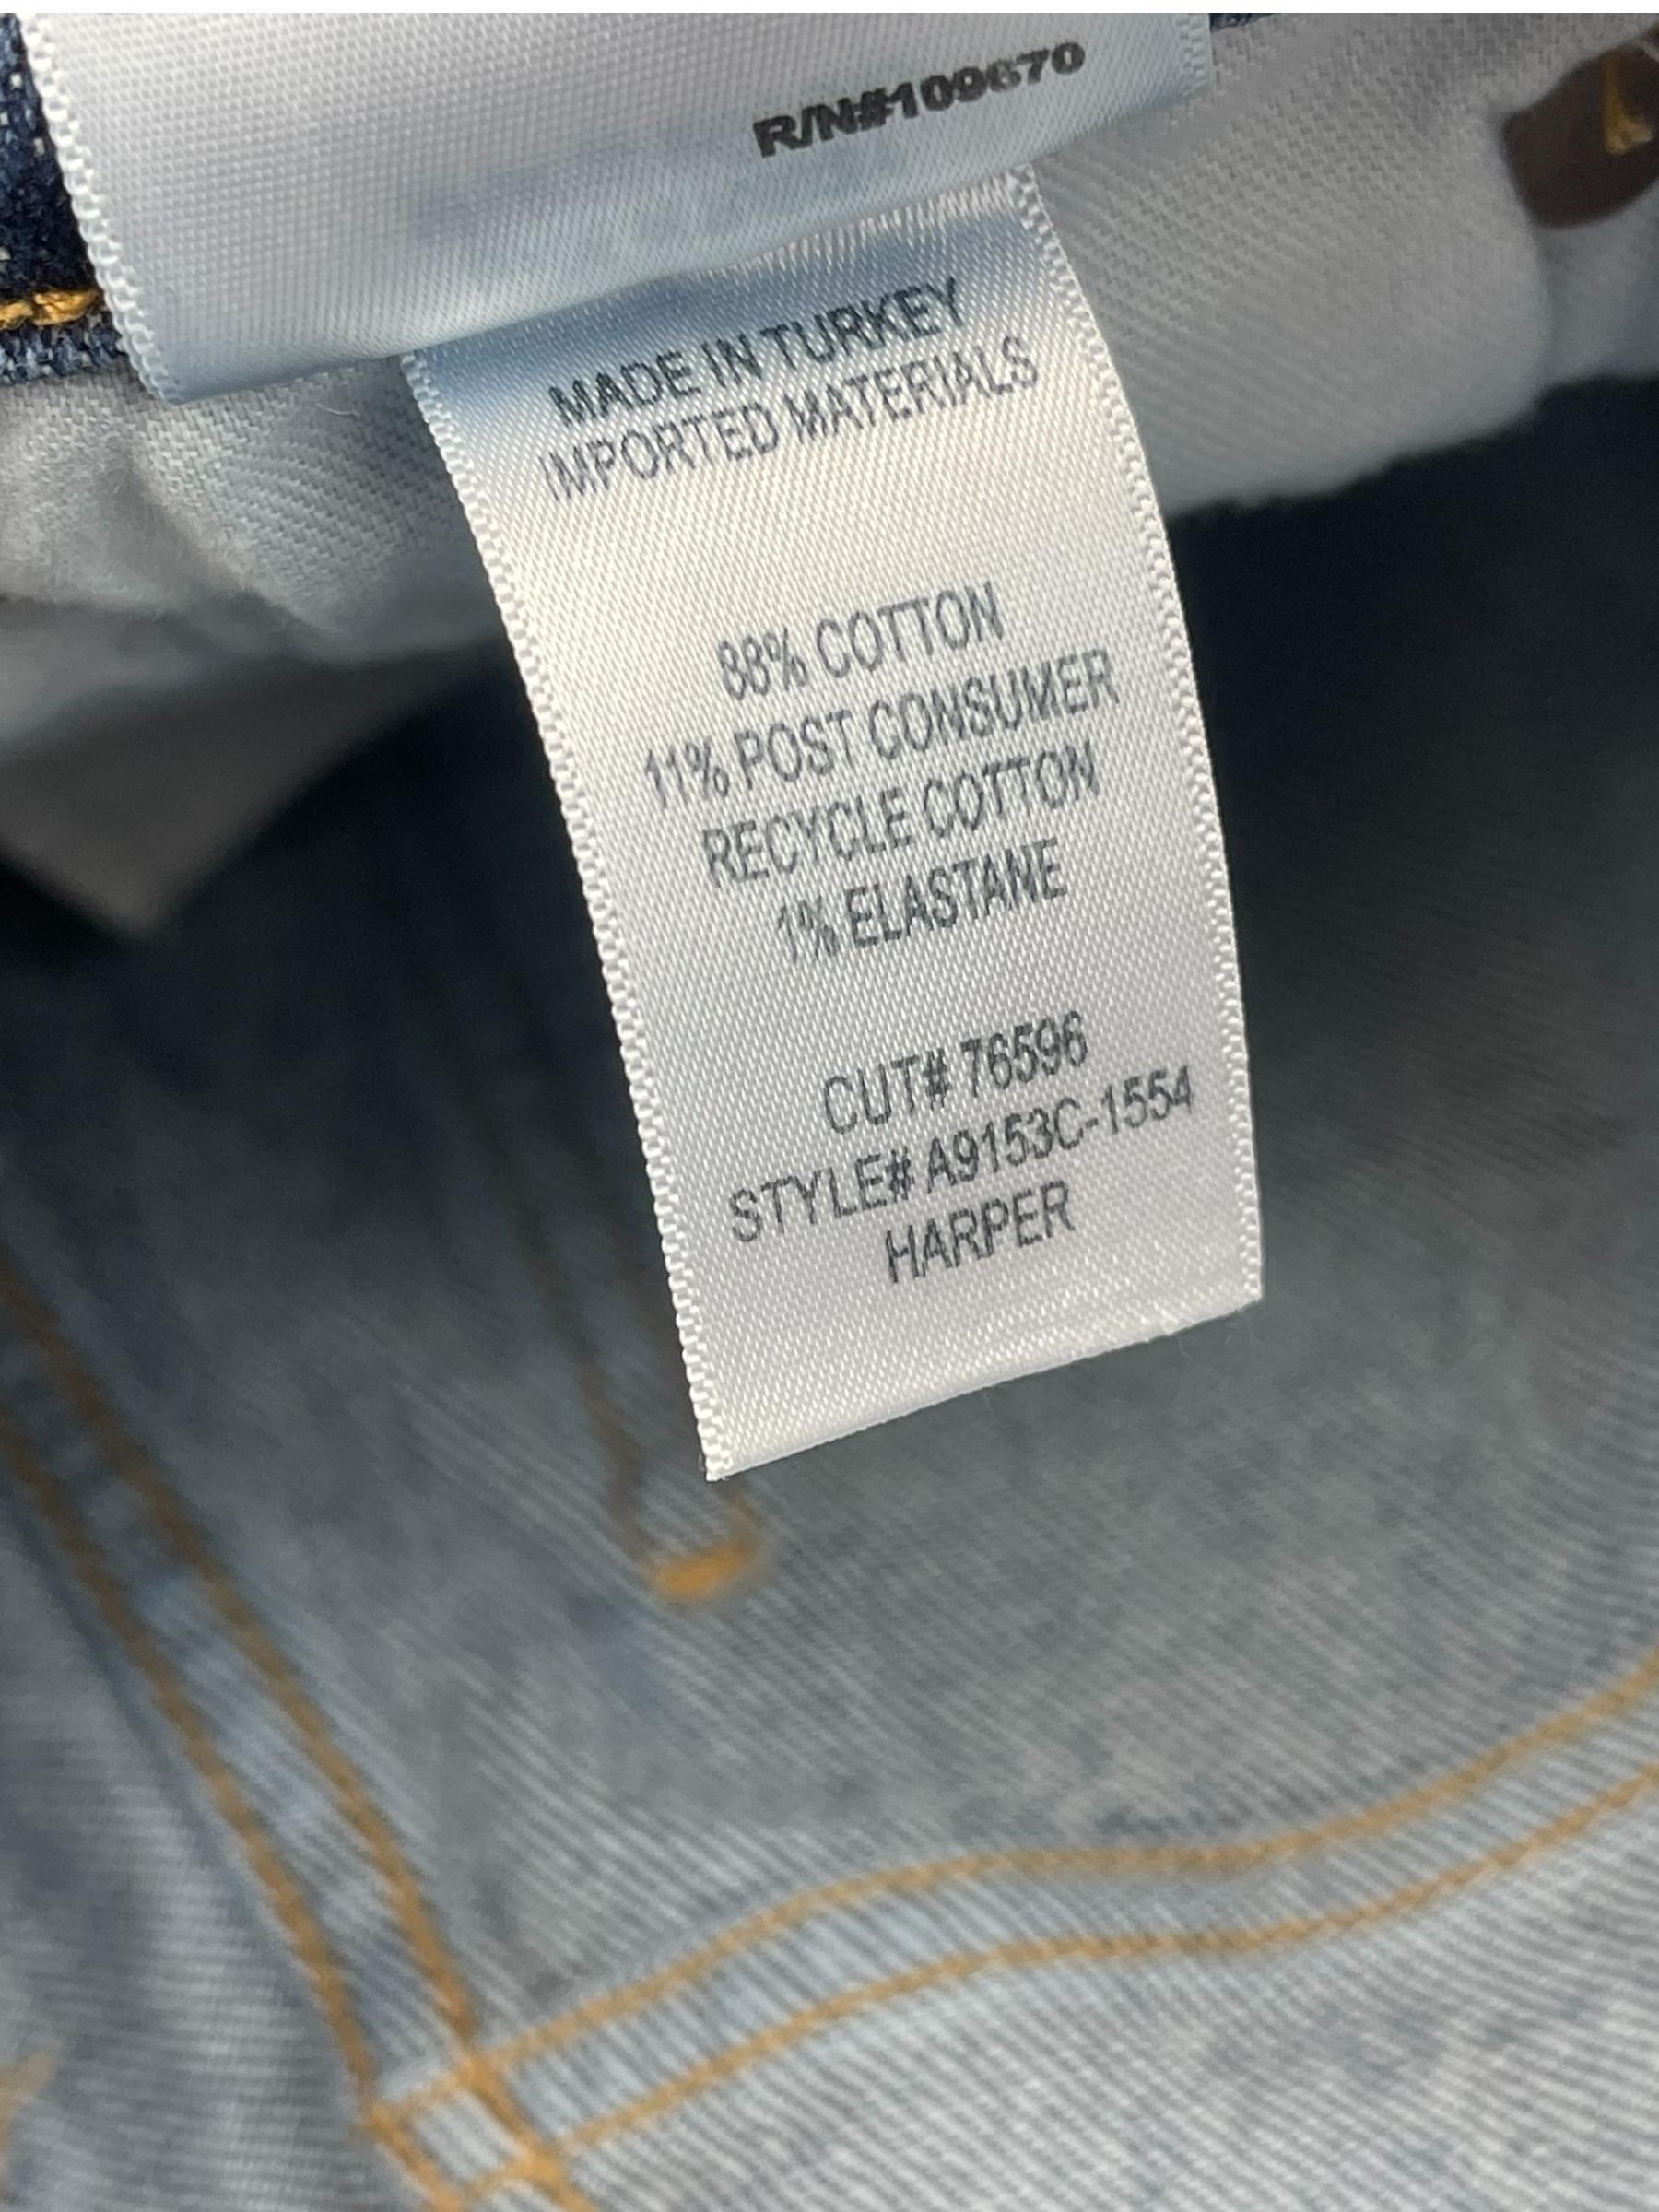 R/N#109670
MADE IN TURKEY
IMPORTED MATERIALS
88% COTTON
11% POST CONSUMER
RECYCLE COTTON
1% ELASTANE
CUT# 76596
STYLE# A9153C-1554
HARPER